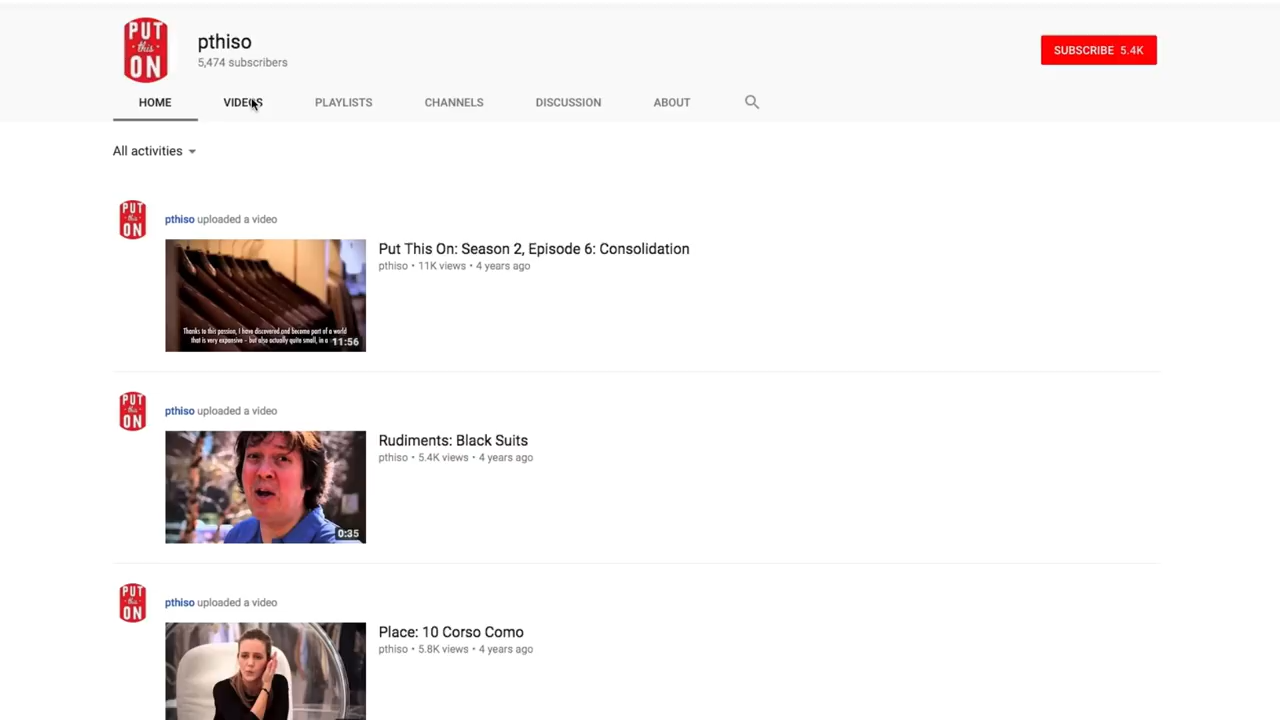 PUT
this
ON
pthiso
5,474 subscribers
SUBSCRIBE 5.4K
HOME VIDEOS PLAYLISTS CHANNELS DISCUSSION ABOUT
All activities
PUT
this
ON
pthiso uploaded a video
Put This On: Season 2, Episode 6: Consolidation
pthiso • 11K views • 4 years ago
Thanks to this passion, I have discovered and become part of a world
that is very expensive – but also actually quite small, in a
11:56
PUT
this
ON
pthiso uploaded a video
Rudiments: Black Suits
pthiso • 5.4K views • 4 years ago
0:35
PUT
this
ON
pthiso uploaded a video
Place: 10 Corso Como
pthiso • 5.8K views • 4 years ago